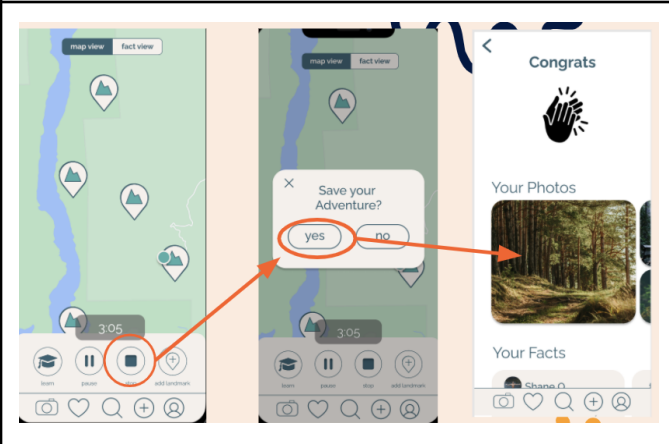 map view fact view
3:05
learn pause stop add landmark
map view fact view
Save your
Adventure?
yes no
3:05
learn pause stop add landmark
Congrats
Your Photos
Your Facts
Shane O.